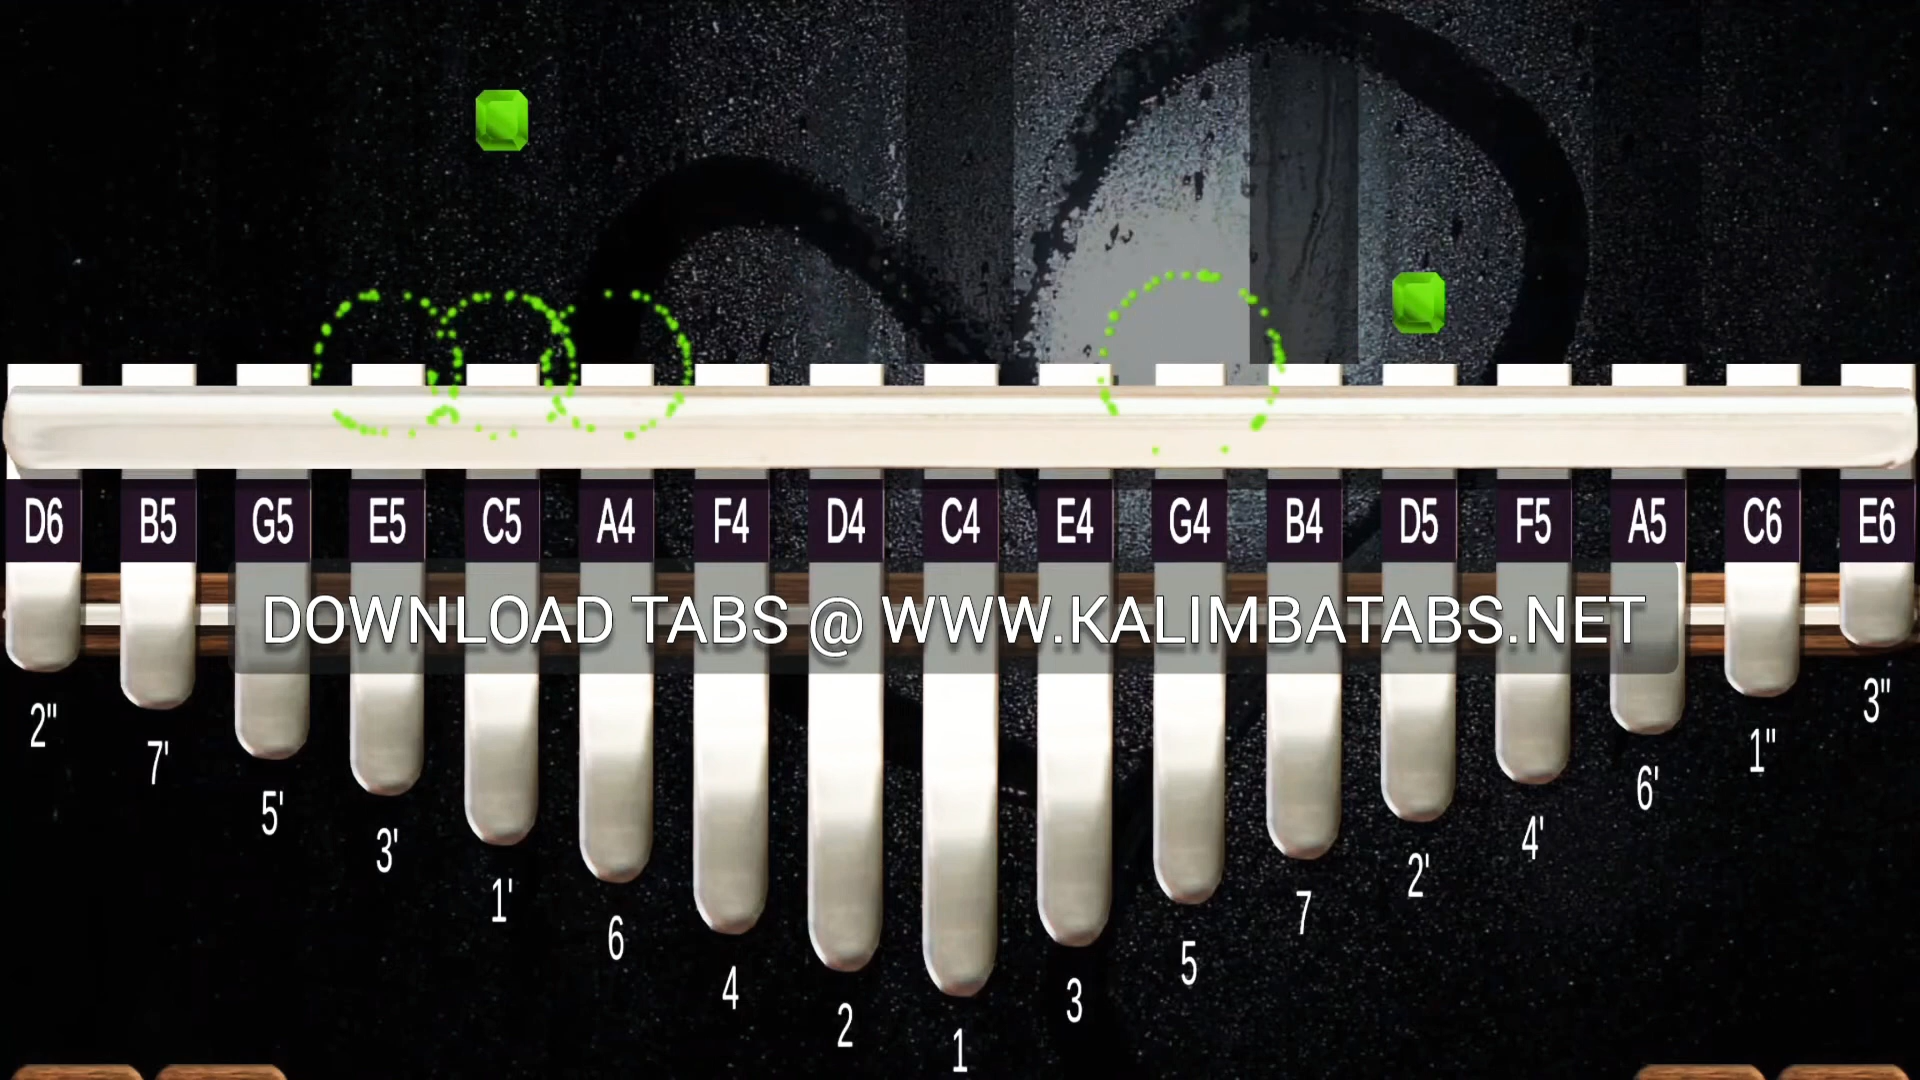 D6 B5 G5 E5 C5 A4 F4 D4 C4 E4 G4 B4 D5 F5 A5 C6 E6
DOWNLOAD TABS @ WWW.KALIMBATABS.NET
2" 7' 5' 3' 1' 6 4 2 1 3 5 7 2' 4' 6' 1" 3"